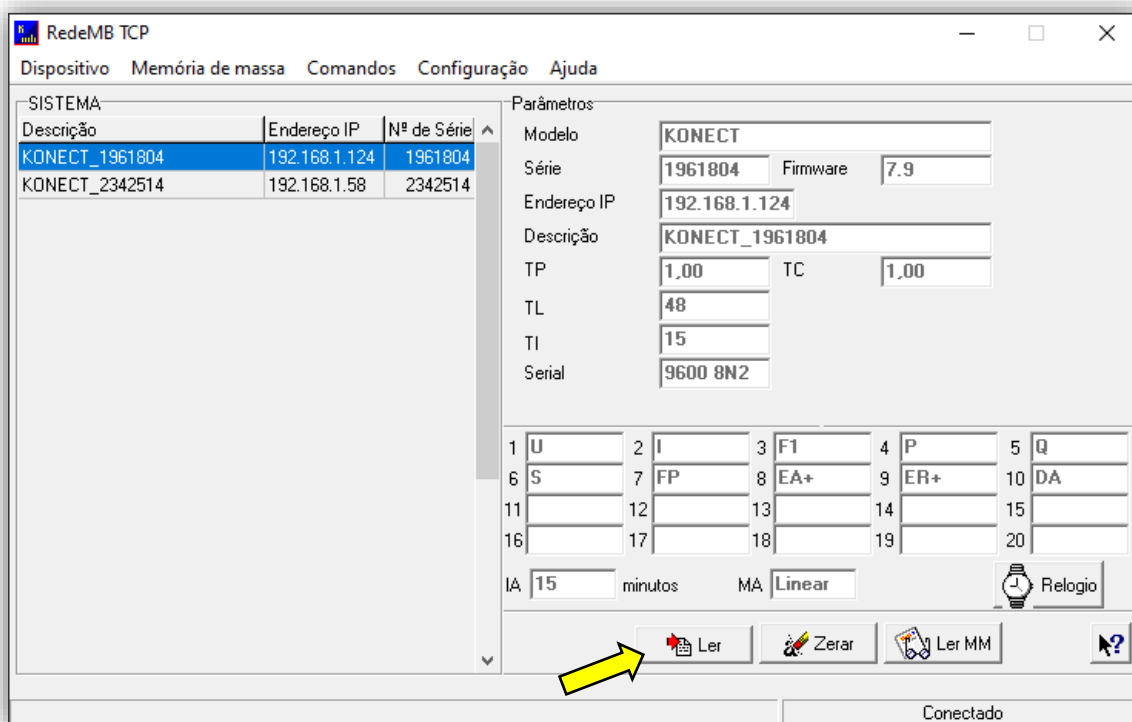 RedeMB TCP
Dispositivo Memória de massa Comandos Configuração Ajuda
SISTEMA
Descrição Endereço IP Nº de Série
KONECT_1961804 192.168.1.124 1961804
KONECT_2342514 192.168.1.58 2342514
Parâmetros
Modelo KONECT
Série 1961804 Firmware 7.9
Endereço IP 192.168.1.124
Descrição KONECT_1961804
TP 1,00 TC 1,00
TL 48
TI 15
Serial 9600 8N2
1 U 2 I 3 F1 4 P 5 Q
6 S 7 FP 8 EA+ 9 ER+ 10 DA
11 12 13 14 15
16 17 18 19 20
IA 15 minutos MA Linear Relogio
Ler Zerar Ler MM ?
Conectado